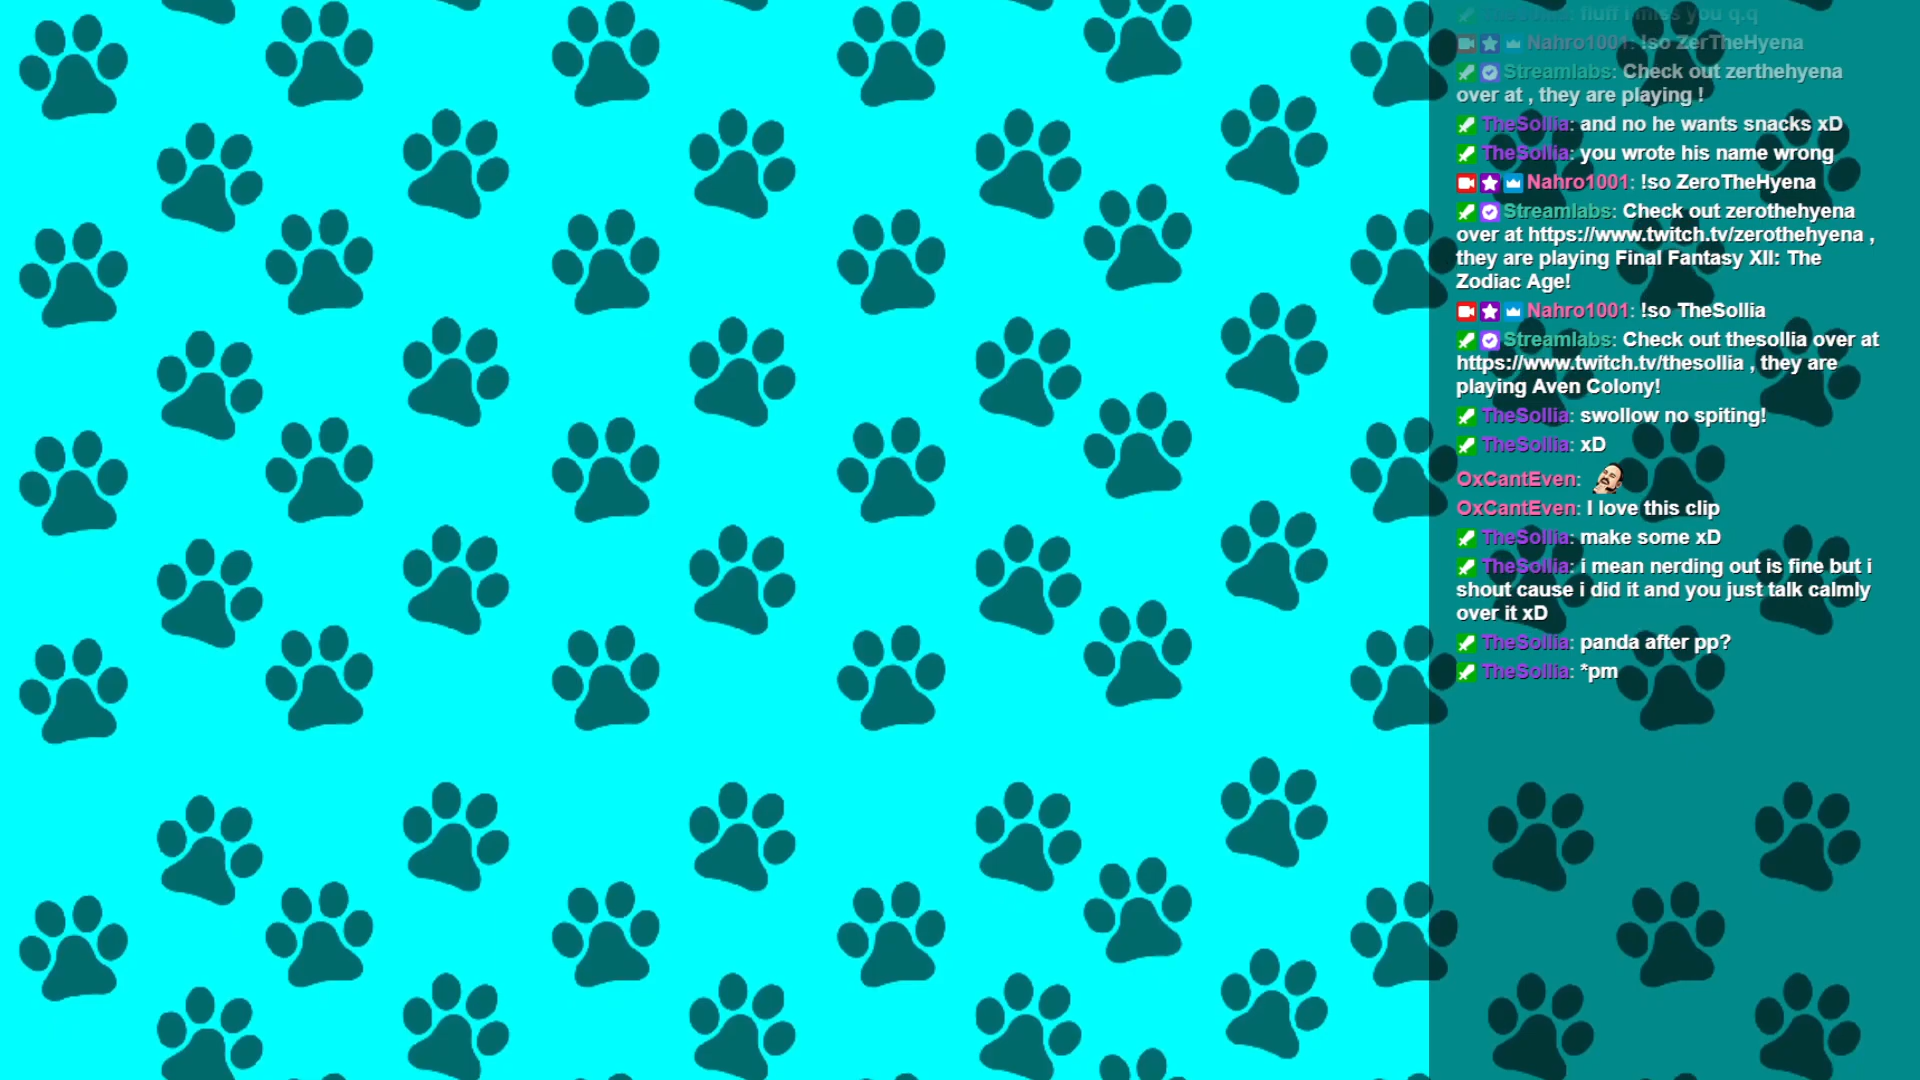 TheSollia: fluff i miss you q.q
Nahro1001: !so ZerTheHyena
Streamlabs: Check out zerthehyena
over at , they are playing !
TheSollia: and no he wants snacks xD
TheSollia: you wrote his name wrong
Nahro1001: !so ZeroTheHyena
Streamlabs: Check out zerothehyena
over at https://www.twitch.tv/zerothehyena ,
they are playing Final Fantasy XII: The
Zodiac Age!
Nahro1001: !so TheSollia
Streamlabs: Check out thesollia over at
https://www.twitch.tv/thesollia , they are
playing Aven Colony!
TheSollia: swollow no spiting!
TheSollia: xD
OxCantEven:
OxCantEven: I love this clip
TheSollia: make some xD
TheSollia: i mean nerding out is fine but i
shout cause i did it and you just talk calmly
over it xD
TheSollia: panda after pp?
TheSollia: *pm